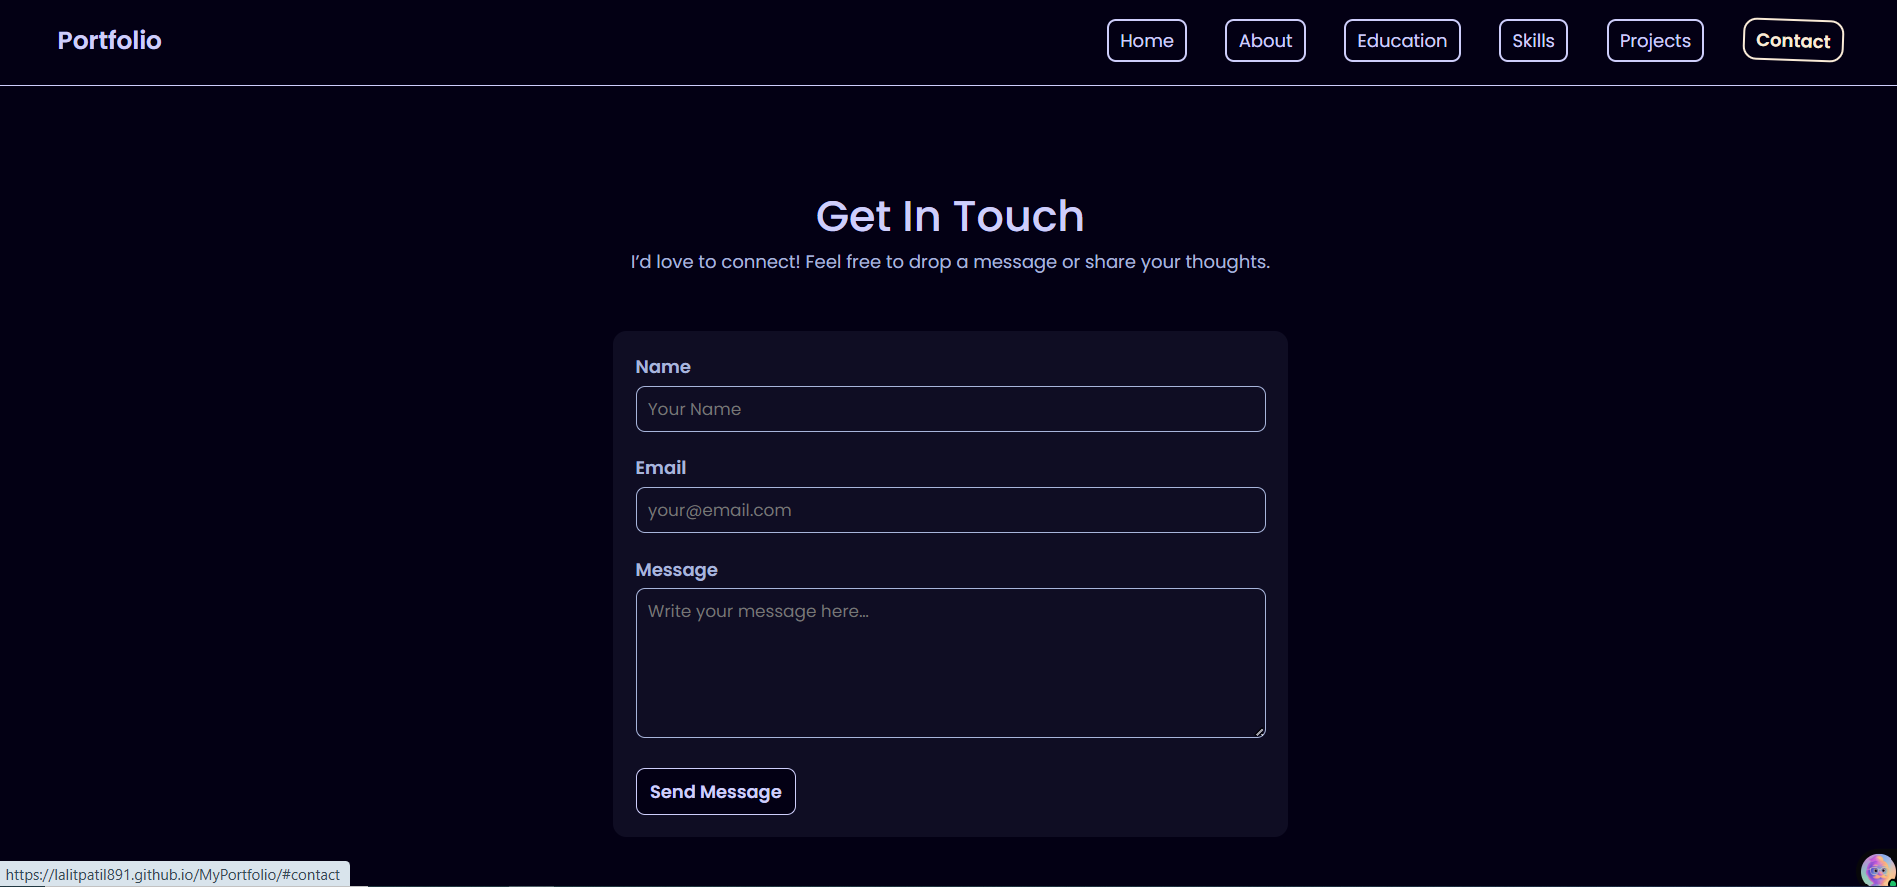 Portfolio
Home About Education Skills Projects Contact
Get In Touch
I’d love to connect! Feel free to drop a message or share your thoughts.
Name
Your Name
Email
your@email.com
Message
Write your message here...
Send Message
https://lalitpatil891.github.io/MyPortfolio/#contact